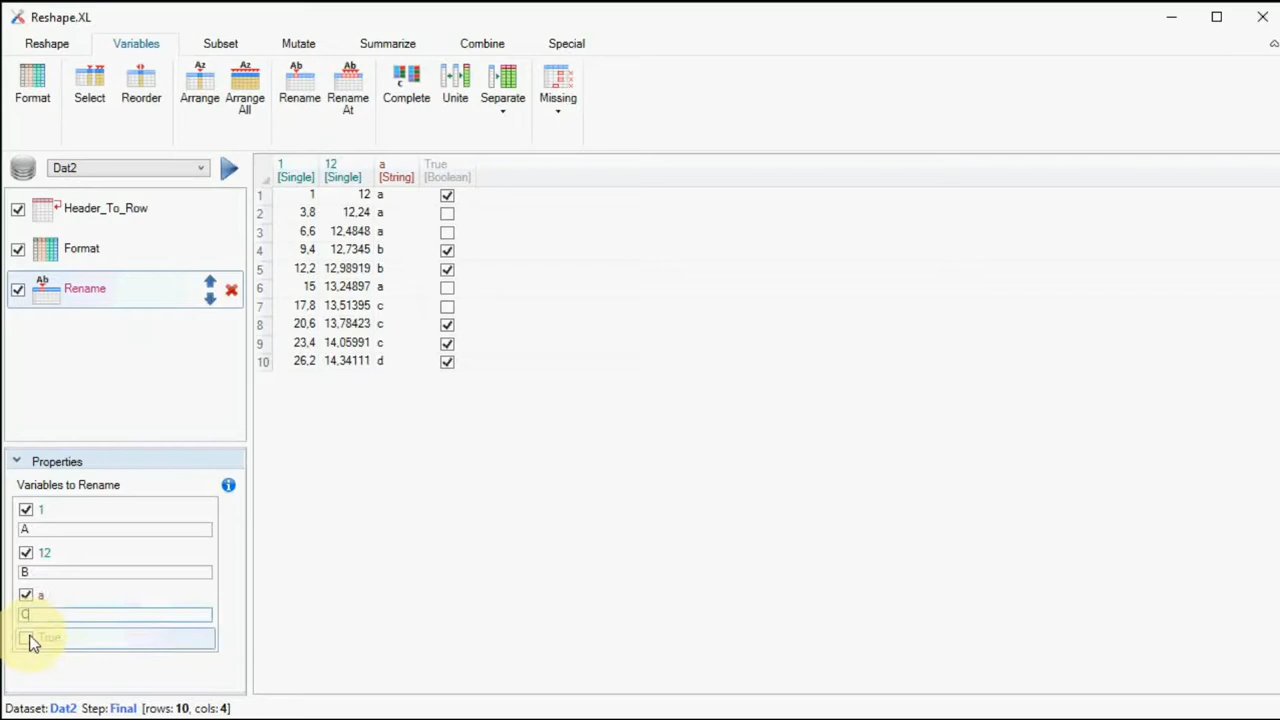 Reshape.XL
Reshape Variables Subset Mutate Summarize Combine Special
Format Select Reorder Arrange Arrange All Rename Rename At Complete Unite Separate Missing
Dat2
Header_To_Row
Format
Rename
1 12 a True
[Single] [Single] [String] [Boolean]
1 1 12 a
2 3,8 12,24 a
3 6,6 12,4848 a
4 9,4 12,7345 b
5 12,2 12,98919 b
6 15 13,24897 a
7 17,8 13,51395 c
8 20,6 13,78423 c
9 23,4 14,05991 c
10 26,2 14,34111 d
Properties
Variables to Rename
1
A
12
B
a
C
True
Dataset: Dat2 Step: Final [rows: 10, cols: 4]